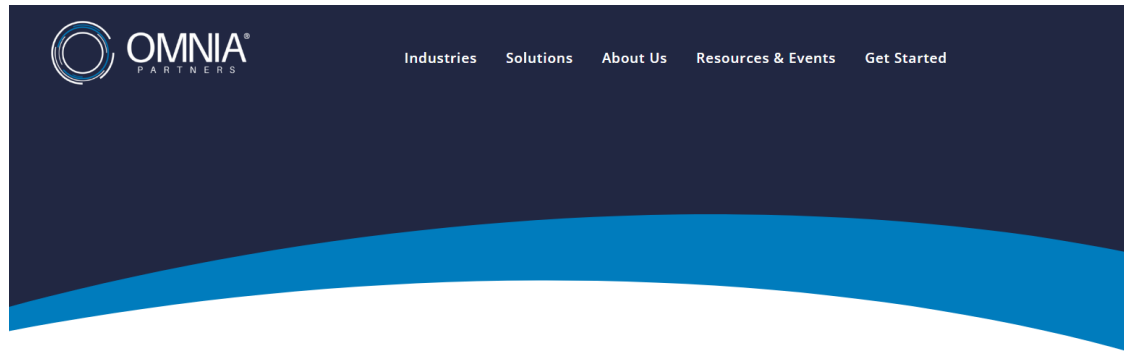 OMNIA®
PARTNERS
Industries Solutions About Us Resources & Events Get Started